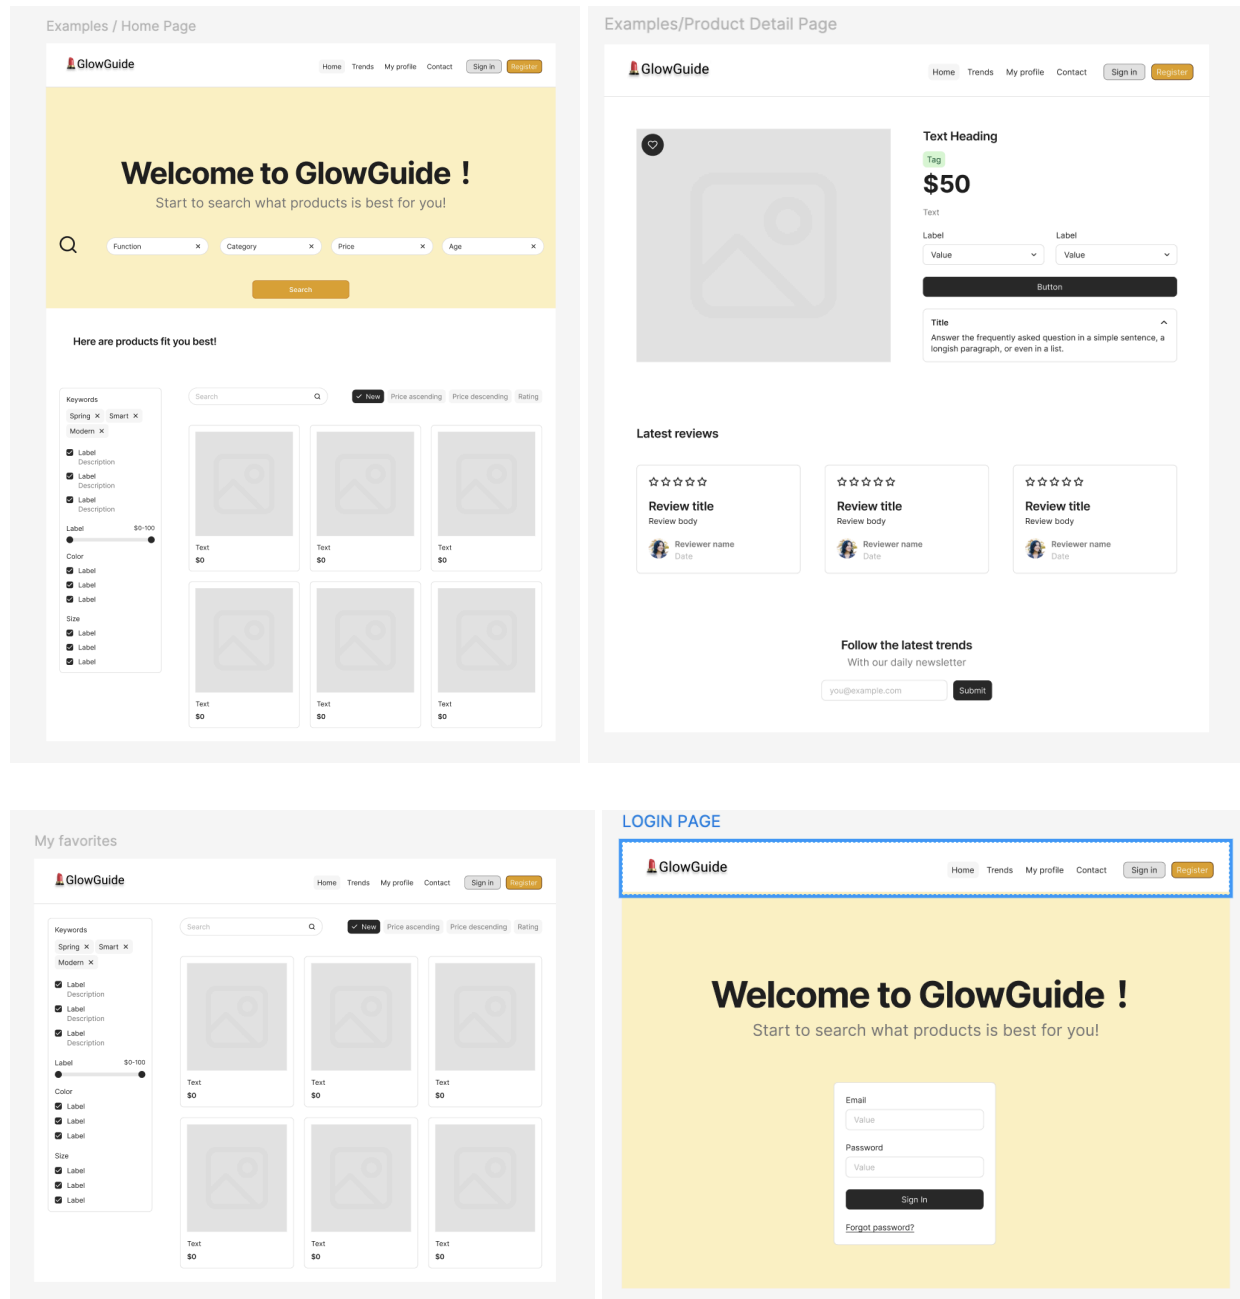 Examples / Home Page
GlowGuide
Home Trends My profile Contact Sign in Register
Welcome to GlowGuide !
Start to search what products is best for you!
Function × Category × Price × Age ×
Search
Here are products fit you best!
Keywords
Spring × Smart ×
Modern ×
Label
Description
Label
Description
Label
Description
Label $0-100
Color
Label
Label
Label
Size
Label
Label
Label
Search
New Price ascending Price descending Rating
Text Text Text
$0 $0 $0
Text Text Text
$0 $0 $0
Examples/Product Detail Page
GlowGuide
Home Trends My profile Contact Sign in Register
Text Heading
Tag
$50
Text
Label Label
Value Value
Button
Title
Answer the frequently asked question in a simple sentence, a
longish paragraph, or even in a list.
Latest reviews
Review title Review title Review title
Review body Review body Review body
Reviewer name Reviewer name Reviewer name
Date Date Date
Follow the latest trends
With our daily newsletter
you@example.com Submit
My favorites
GlowGuide
Home Trends My profile Contact Sign in Register
Keywords
Spring × Smart ×
Modern ×
Label
Description
Label
Description
Label
Description
Label $0-100
Color
Label
Label
Label
Size
Label
Label
Label
Search
New Price ascending Price descending Rating
Text Text Text
$0 $0 $0
Text Text Text
$0 $0 $0
LOGIN PAGE
GlowGuide
Home Trends My profile Contact Sign in Register
Welcome to GlowGuide !
Start to search what products is best for you!
Email
Value
Password
Value
Sign In
Forgot password?